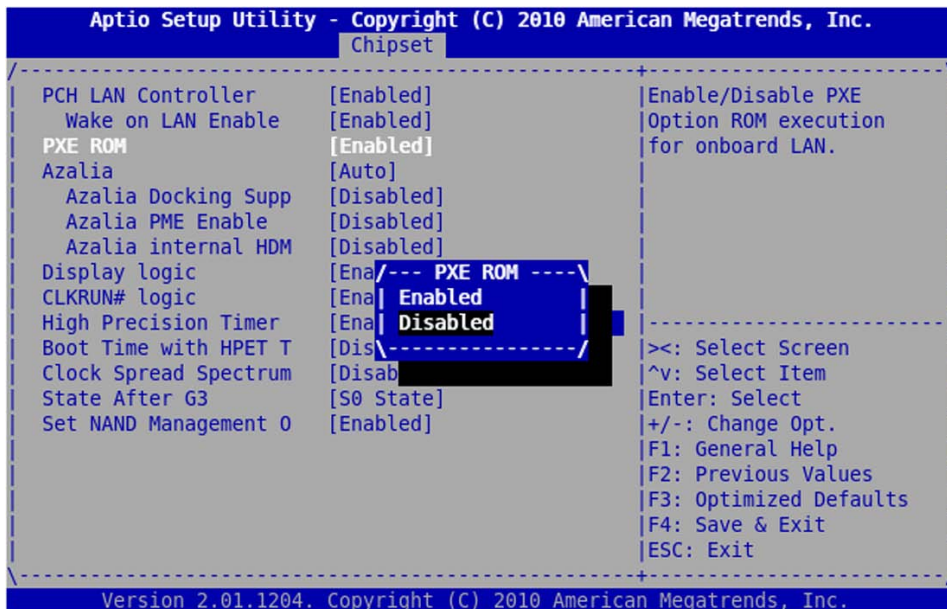 Aptio Setup Utility - Copyright (C) 2010 American Megatrends, Inc.
Chipset
PCH LAN Controller [Enabled] Enable/Disable PXE
Wake on LAN Enable [Enabled] Option ROM execution
PXE ROM [Enabled] for onboard LAN.
Azalia [Auto]
Azalia Docking Supp [Disabled]
Azalia PME Enable [Disabled]
Azalia internal HDM [Disabled]
Display logic [Ena /--- PXE ROM ----\
CLKRUN# logic [Ena| Enabled |
High Precision Timer [Ena| Disabled |
Boot Time with HPET T [Dis\----------------/ ><: Select Screen
Clock Spread Spectrum [Disab ^v: Select Item
State After G3 [S0 State] Enter: Select
Set NAND Management O [Enabled] +/-: Change Opt.
F1: General Help
F2: Previous Values
F3: Optimized Defaults
F4: Save & Exit
ESC: Exit
Version 2.01.1204. Copyright (C) 2010 American Megatrends, Inc.